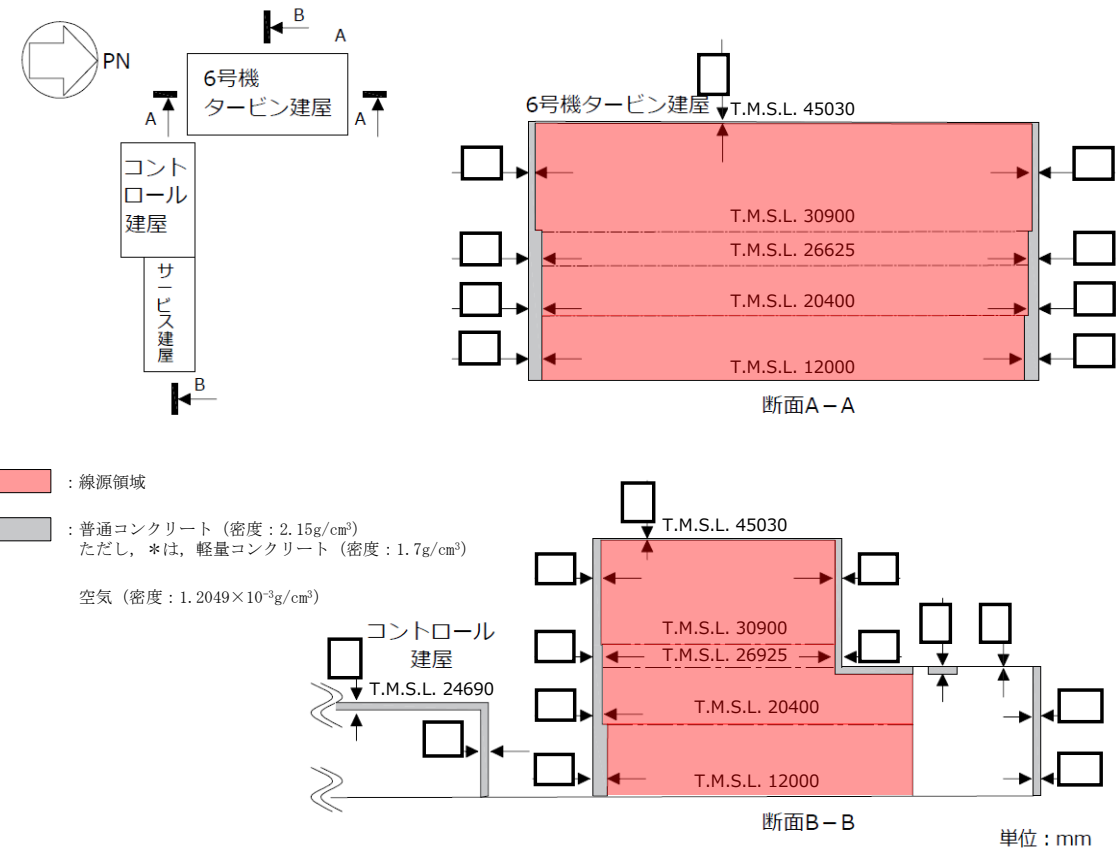 PN
B
A
6号機
タービン建屋
A
A
コント
ロール
建屋
サービス建屋
B
6号機タービン建屋
T.M.S.L. 45030
T.M.S.L. 30900
T.M.S.L. 26625
T.M.S.L. 20400
T.M.S.L. 12000
断面A-A
：線源領域
：普通コンクリート（密度：2.15g/cm³）
ただし，＊は，軽量コンクリート（密度：1.7g/cm³）
空気（密度：1.2049×10⁻³g/cm³）
コントロール
建屋
T.M.S.L. 24690
T.M.S.L. 45030
T.M.S.L. 30900
T.M.S.L. 26925
T.M.S.L. 20400
T.M.S.L. 12000
断面B-B
単位：mm